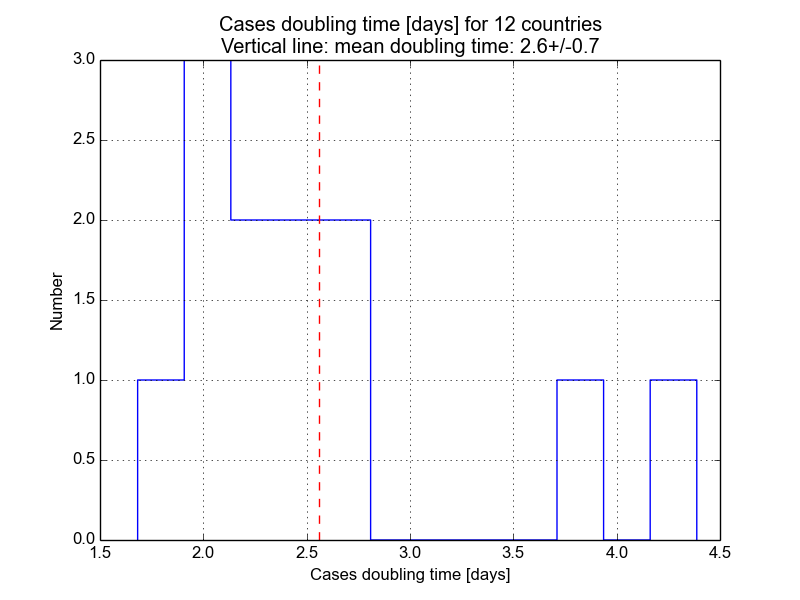 Cases doubling time [days] for 12 countries
Vertical line: mean doubling time: 2.6+/-0.7
3.0
2.5
2.0
1.5
1.0
0.5
0.0
Number
1.5 2.0 2.5 3.0 3.5 4.0 4.5
Cases doubling time [days]